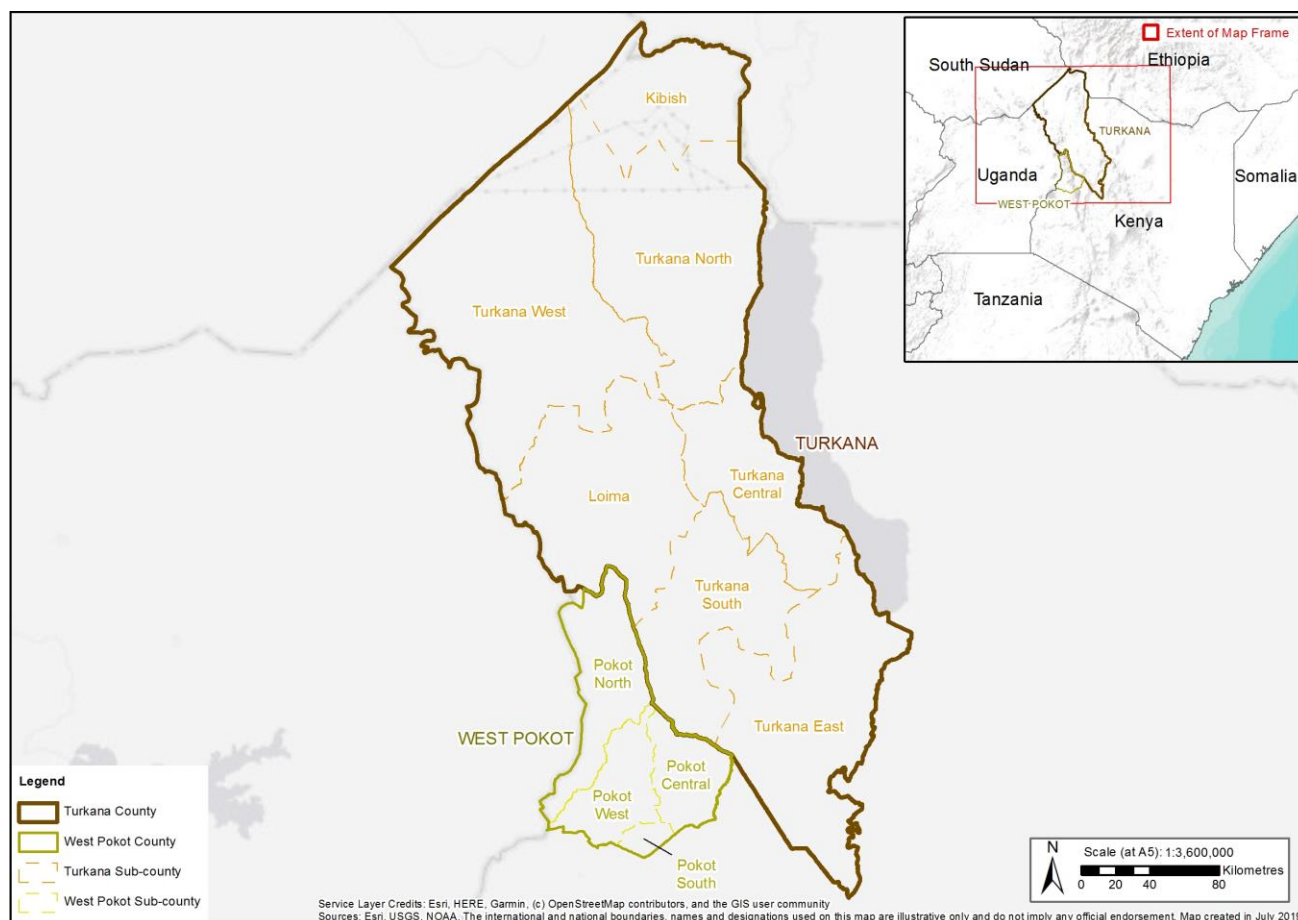 Extent of Map Frame
South Sudan
Ethiopia
TURKANA
Uganda
Somalia
WEST POKOT
Kenya
Tanzania
Kibish
Turkana North
Turkana West
TURKANA
Turkana
Central
Loima
Turkana
South
Pokot
North
Turkana East
WEST POKOT
Pokot
Central
Pokot
West
Pokot
South
Legend
Turkana County
West Pokot County
Turkana Sub-county
West Pokot Sub-county
N
Scale (at A5): 1:3,600,000
Kilometres
0 20 40 80
Service Layer Credits: Esri, HERE, Garmin, (c) OpenStreetMap contributors, and the GIS user community
Sources: Esri, USGS, NOAA. The international and national boundaries, names and designations used on this map are illustrative only and do not imply any official endorsement. Map created in July 201